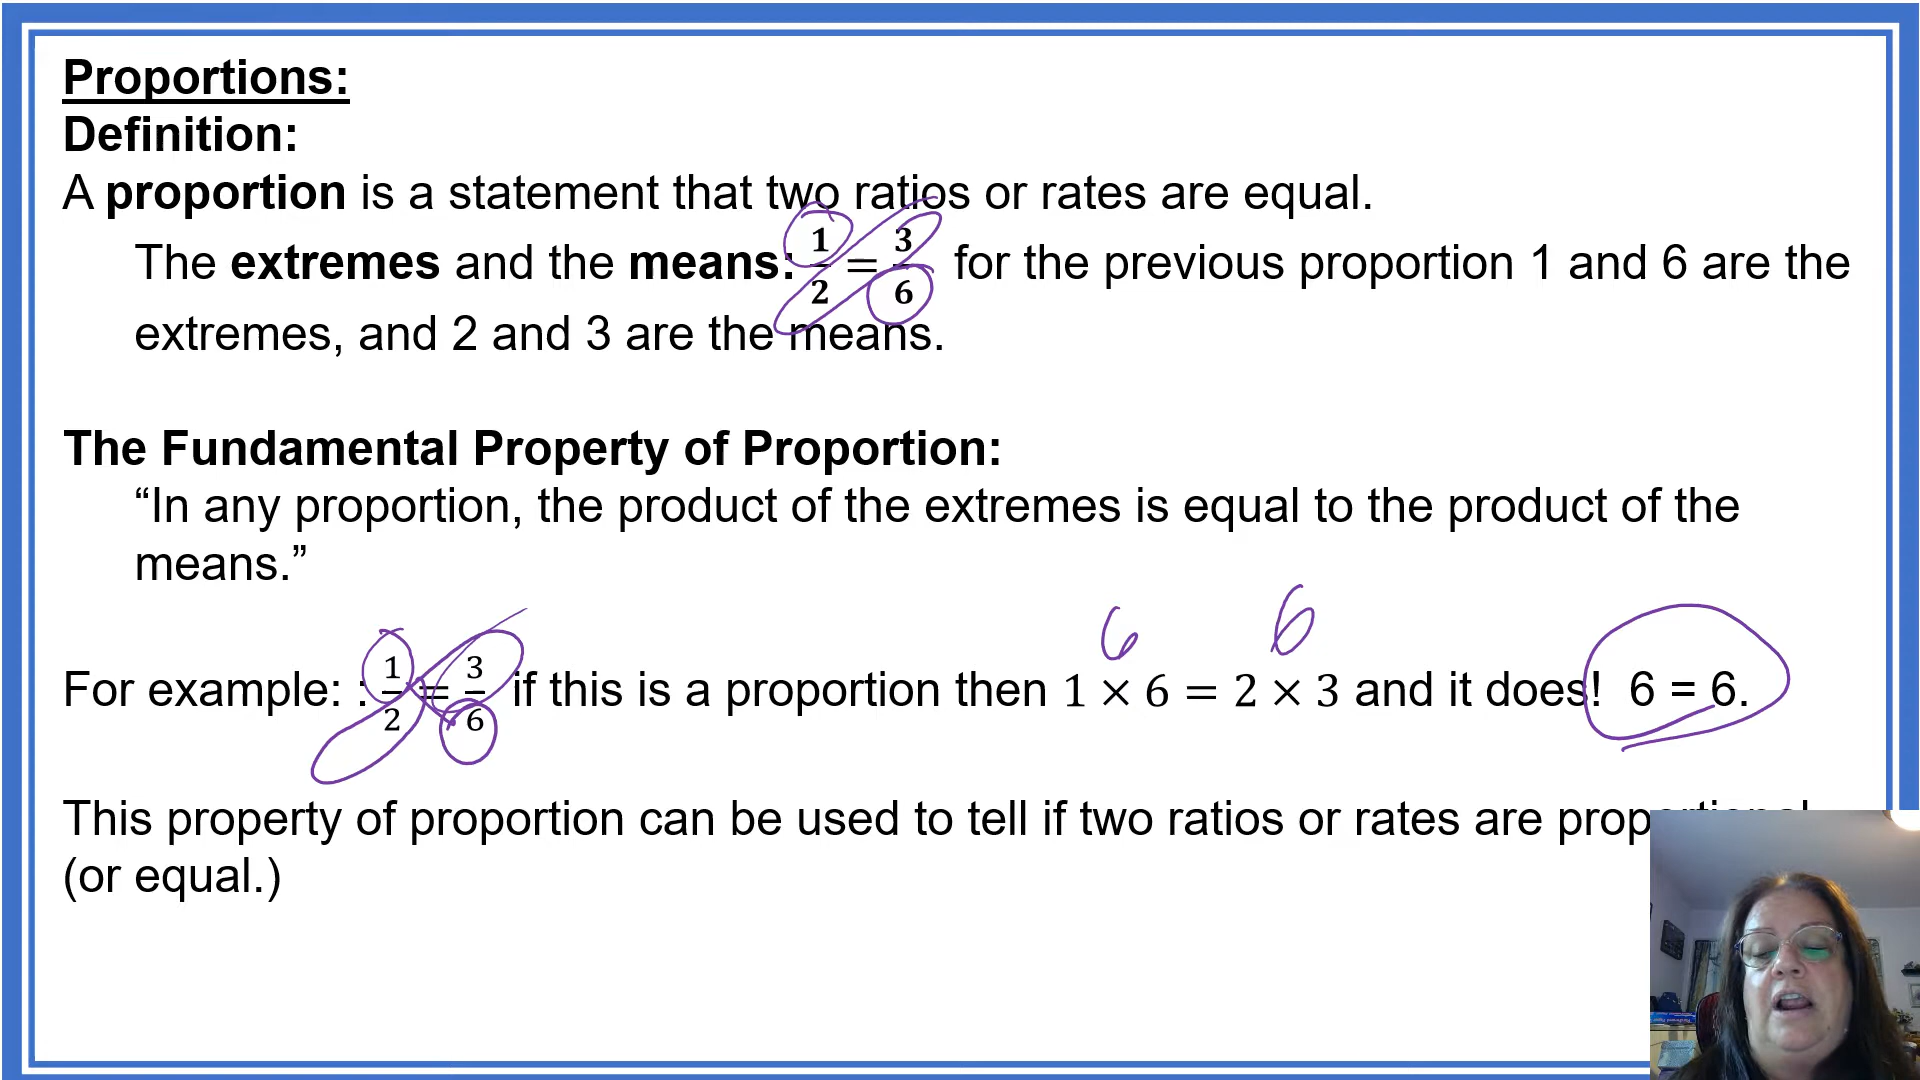 Proportions:
Definition:
A proportion is a statement that two ratios or rates are equal.
The extremes and the means: 1/2 = 3/6 for the previous proportion 1 and 6 are the
extremes, and 2 and 3 are the means.
The Fundamental Property of Proportion:
“In any proportion, the product of the extremes is equal to the product of the
means.”
6 6
For example: : 1/2 = 3/6 if this is a proportion then 1 × 6 = 2 × 3 and it does! 6 = 6.
This property of proportion can be used to tell if two ratios or rates are proportional
(or equal.)